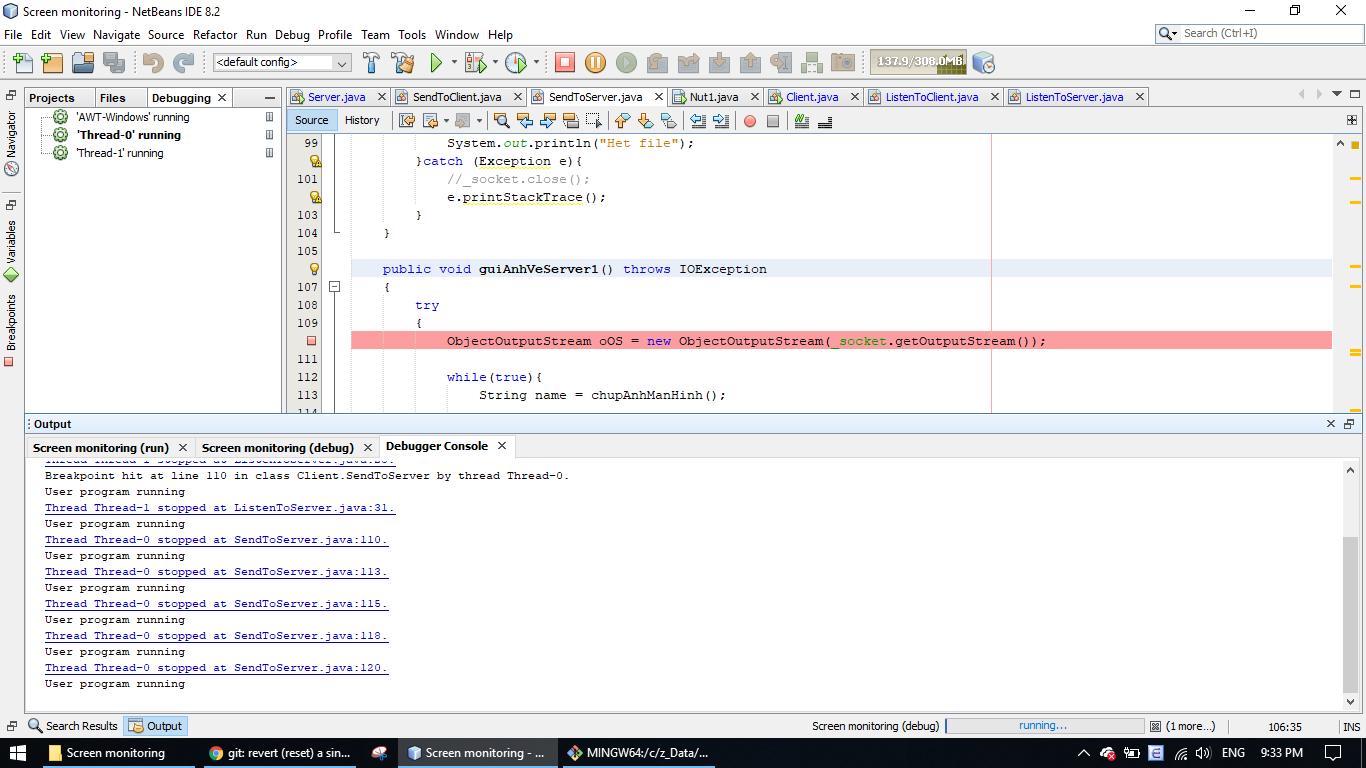 Screen monitoring - NetBeans IDE 8.2
File Edit View Navigate Source Refactor Run Debug Profile Team Tools Window Help
Search (Ctrl+I)
<default config>
137.9/308.0MB
Projects Files Debugging
Server.java SendToClient.java SendToServer.java Nut1.java Client.java ListenToClient.java ListenToServer.java
Navigator
Variables
Breakpoints
'AWT-Windows' running
'Thread-0' running
'Thread-1' running
Source History
99 System.out.println("Het file");
}catch (Exception e){
101 //_socket.close();
e.printStackTrace();
103 }
104 }
105
public void guiAnhVeServer1() throws IOException
107 {
108 try
109 {
ObjectOutputStream oOS = new ObjectOutputStream(_socket.getOutputStream());
111
112 while(true){
113 String name = chupAnhManHinh();
114
Output
Screen monitoring (run) Screen monitoring (debug) Debugger Console
Breakpoint hit at line 110 in class Client.SendToServer by thread Thread-0.
User program running
Thread Thread-1 stopped at ListenToServer.java:31.
User program running
Thread Thread-0 stopped at SendToServer.java:110.
User program running
Thread Thread-0 stopped at SendToServer.java:113.
User program running
Thread Thread-0 stopped at SendToServer.java:115.
User program running
Thread Thread-0 stopped at SendToServer.java:118.
User program running
Thread Thread-0 stopped at SendToServer.java:120.
User program running
Search Results Output
Screen monitoring (debug) running... (1 more...) 106:35 INS
Screen monitoring git: revert (reset) a sin... Screen monitoring - ... MINGW64:/c/z_Data/...
ENG 9:33 PM